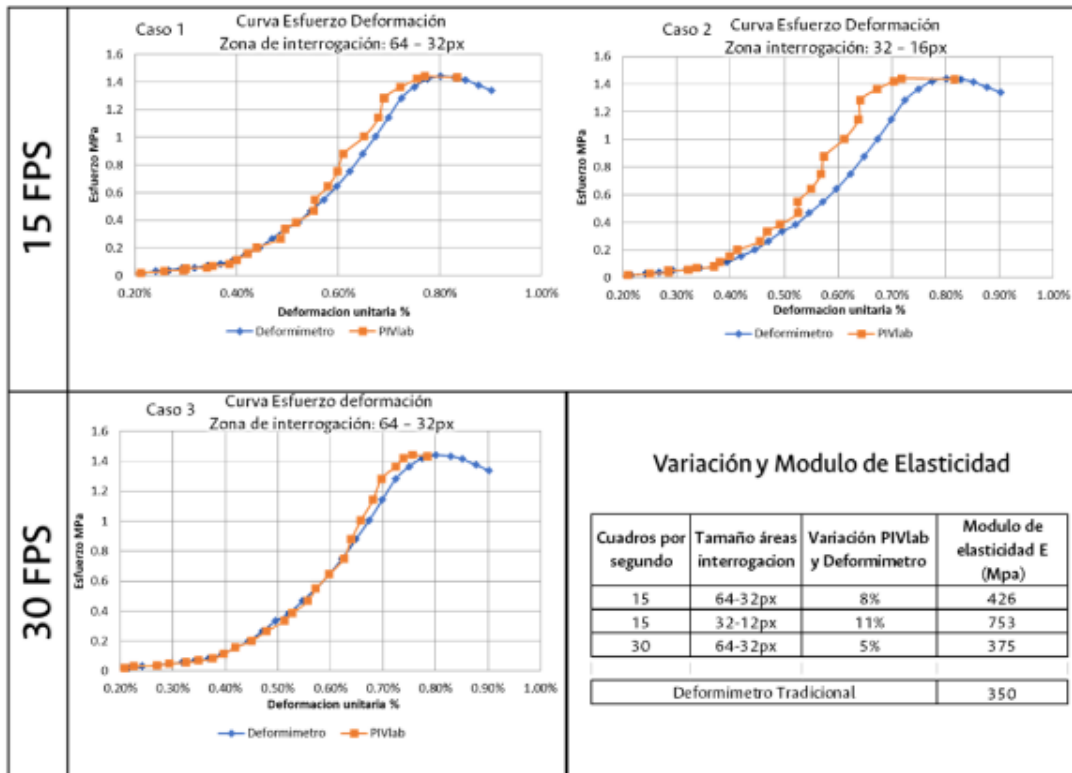 15 FPS
Caso 1
Curva Esfuerzo Deformación
Zona de interrogación: 64 – 32px
Esfuerzo MPa
1.6
1.4
1.2
1
0.8
0.6
0.4
0.2
0
0.20% 0.40% 0.60% 0.80% 1.00%
Deformacion unitaria %
Deformimetro PIVlab
Caso 2
Curva Esfuerzo Deformación
Zona interrogación: 32 – 16px
Esfuerzo MPa
1.6
1.4
1.2
1
0.8
0.6
0.4
0.2
0
0.20% 0.30% 0.40% 0.50% 0.60% 0.70% 0.80% 0.90% 1.00%
Deformacion unitaria %
Deformimetro PIVlab
30 FPS
Caso 3
Curva Esfuerzo deformación
Zona de interrogación: 64 – 32px
Esfuerzo MPa
1.6
1.4
1.2
1
0.8
0.6
0.4
0.2
0
0.20% 0.30% 0.40% 0.50% 0.60% 0.70% 0.80% 0.90% 1.00%
Deformacion unitaria %
Deformimetro PIVlab
Variación y Modulo de Elasticidad
Cuadros por segundo Tamaño áreas interrogacion Variación PIVlab y Deformimetro Modulo de elasticidad E (Mpa)
15 64-32px 8% 426
15 32-12px 11% 753
30 64-32px 5% 375
Deformimetro Tradicional 350